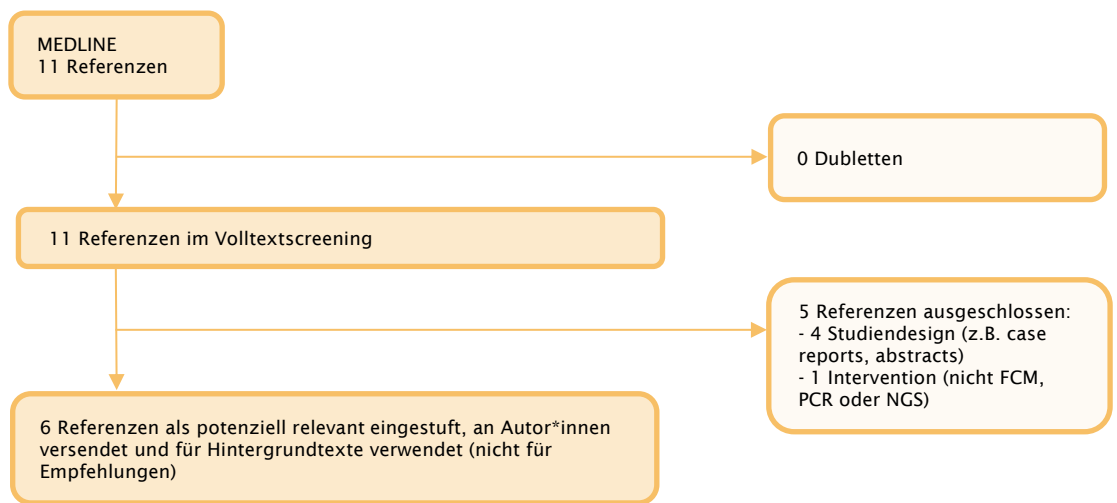 MEDLINE
11 Referenzen
0 Dubletten
11 Referenzen im Volltextscreening
5 Referenzen ausgeschlossen:
- 4 Studiendesign (z.B. case
reports, abstracts)
- 1 Intervention (nicht FCM,
PCR oder NGS)
6 Referenzen als potenziell relevant eingestuft, an Autor*innen
versendet und für Hintergrundtexte verwendet (nicht für
Empfehlungen)